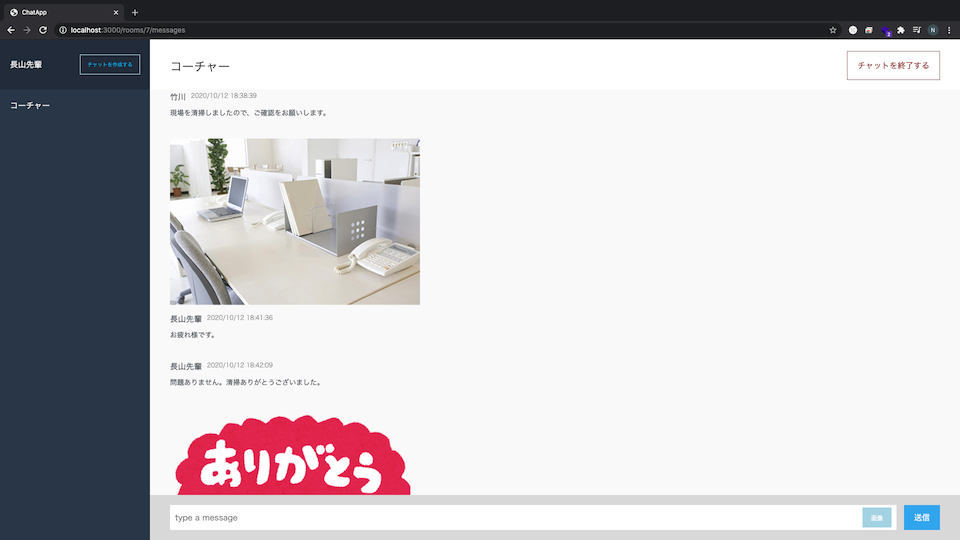 ChatApp
localhost:3000/rooms/7/messages
N
2
長山先輩
チャットを作成する
コーチャー
コーチャー
チャットを終了する
竹川 2020/10/12 18:38:39
現場を清掃しましたので、ご確認をお願いします。
長山先輩 2020/10/12 18:41:36
お疲れ様です。
長山先輩 2020/10/12 18:42:09
問題ありません。清掃ありがとうございました。
ありがとう
type a message
画像
送信